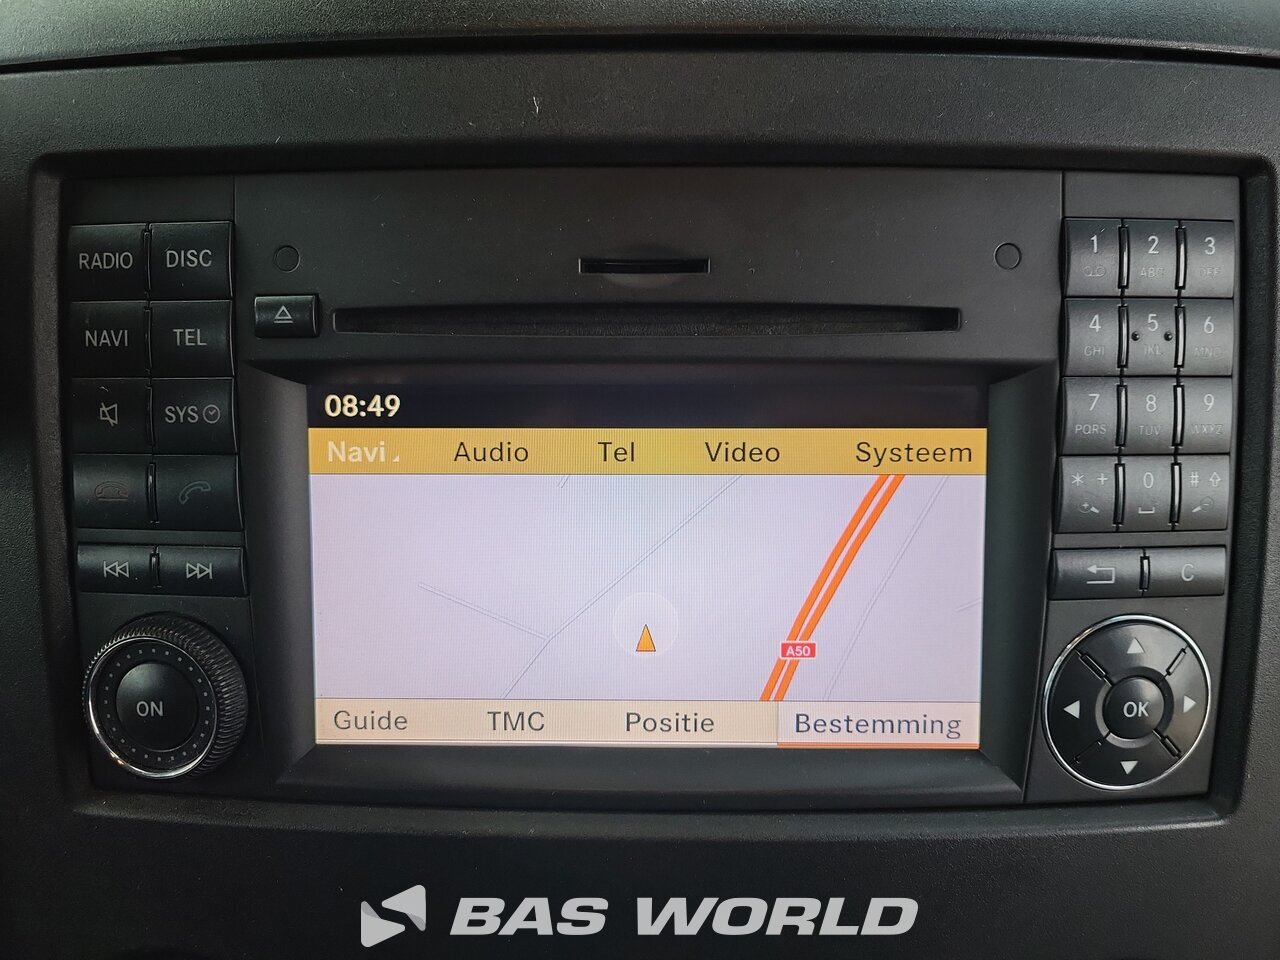 RADIO DISC
NAVI TEL
SYS
ON
08:49
Navi Audio Tel Video Systeem
A50
Guide TMC Positie Bestemming
1 2 3
ABC DEF
4 5 6
GHI JKL MNO
7 8 9
PQRS TUV WXYZ
* + 0 #
C
OK
BAS WORLD